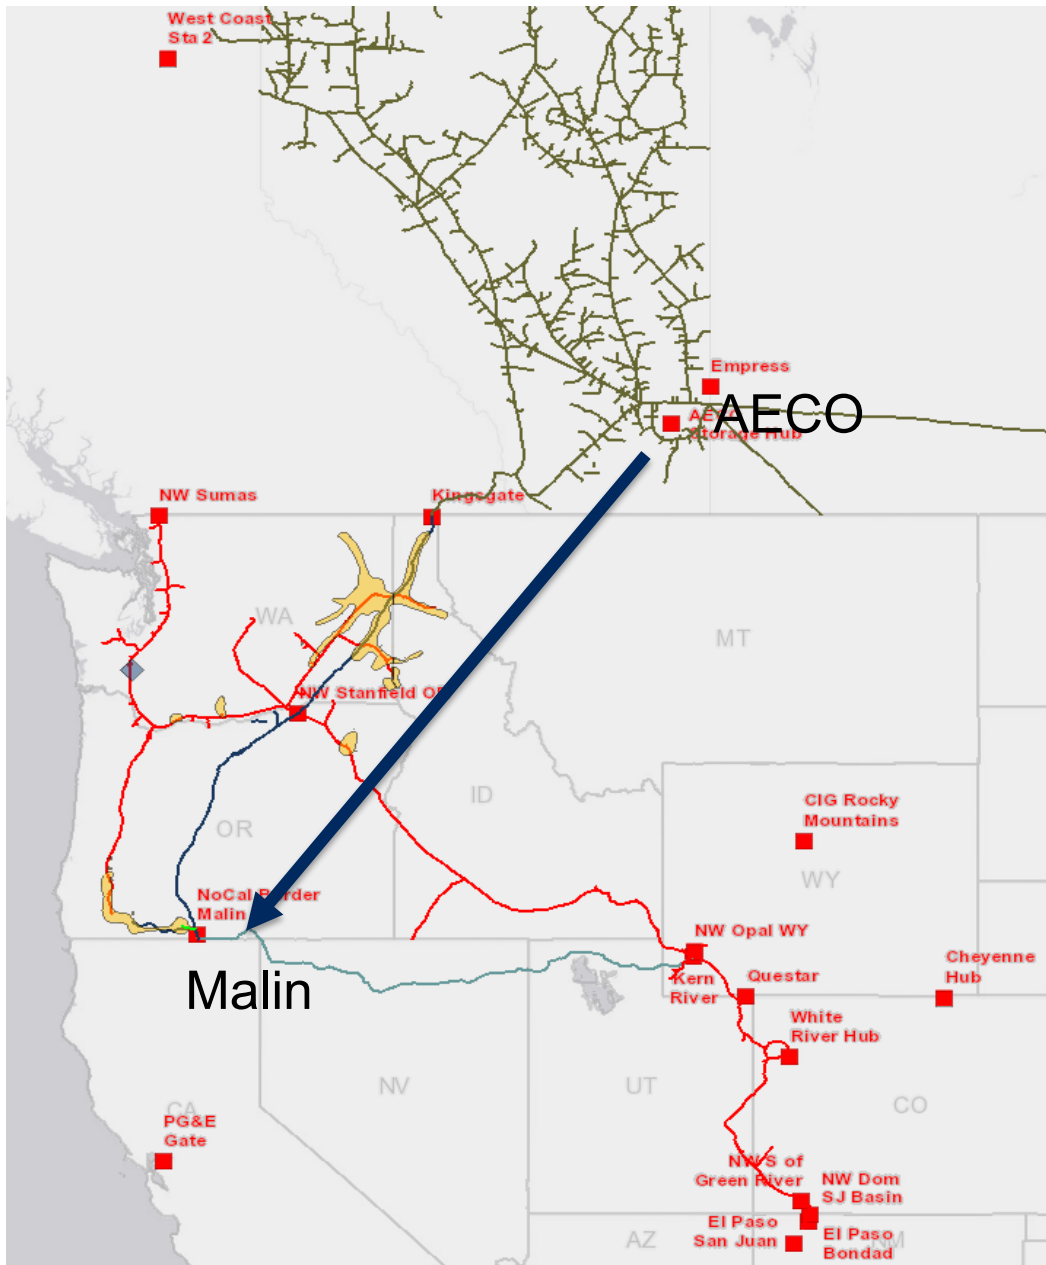 West Coast
Sta 2
Empress
AECO
AECO
Storage Hub
NW Sumas
Kingsgate
WA
MT
NW Stanfield
ID
OR
CIG Rocky
Mountains
WY
NoCal Border
Malin
Malin
NW Opal WY
Kern
River
Questar
Cheyenne
Hub
White
River Hub
NV
UT
CO
CA
PG&E
Gate
NW S of
Green River
NW Dom
SJ Basin
El Paso
San Juan
El Paso
Bondad
AZ
NM